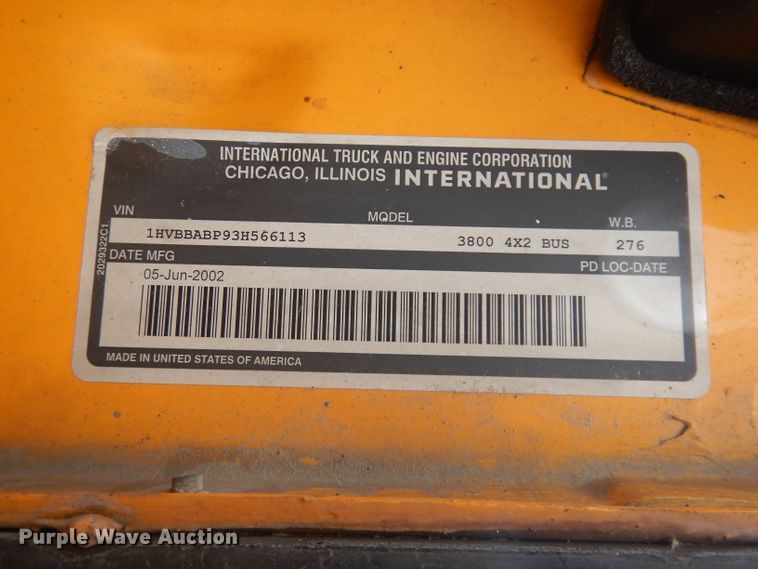 INTERNATIONAL TRUCK AND ENGINE CORPORATION
CHICAGO, ILLINOIS INTERNATIONAL®
VIN MODEL W.B.
1HVBBABP93H566113 3800 4X2 BUS 276
DATE MFG PD LOC-DATE
05-Jun-2002
MADE IN UNITED STATES OF AMERICA
2029322C1
Purple Wave Auction